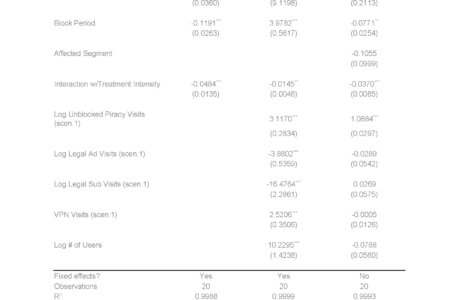 (0.0360) (9.1198) (0.2113)
Block Period -0.1191*** 3.9782*** -0.0771**
(0.0263) (0.5617) (0.0254)
Affected Segment -0.1055
(0.0999)
Interaction w/Treatment Intensity -0.0484*** -0.0145** -0.0370***
(0.0135) (0.0046) (0.0085)
Log Unblocked Piracy Visits 3.1170*** 1.0884***
(scen.1)
(0.2834) (0.0297)
Log Legal Ad Visits (scen.1) -3.8802*** -0.0289
(0.5359) (0.0542)
Log Legal Sub Visits (scen.1) -16.4764*** 0.0269
(2.2861) (0.0575)
VPN Visits (scen.1) 2.5206*** -0.0005
(0.3506) (0.0126)
Log # of Users 10.2295*** -0.0788
(1.4238) (0.0560)
Fixed effects? Yes Yes No
Observations 20 20 20
R² 0.9988 0.9999 0.9993